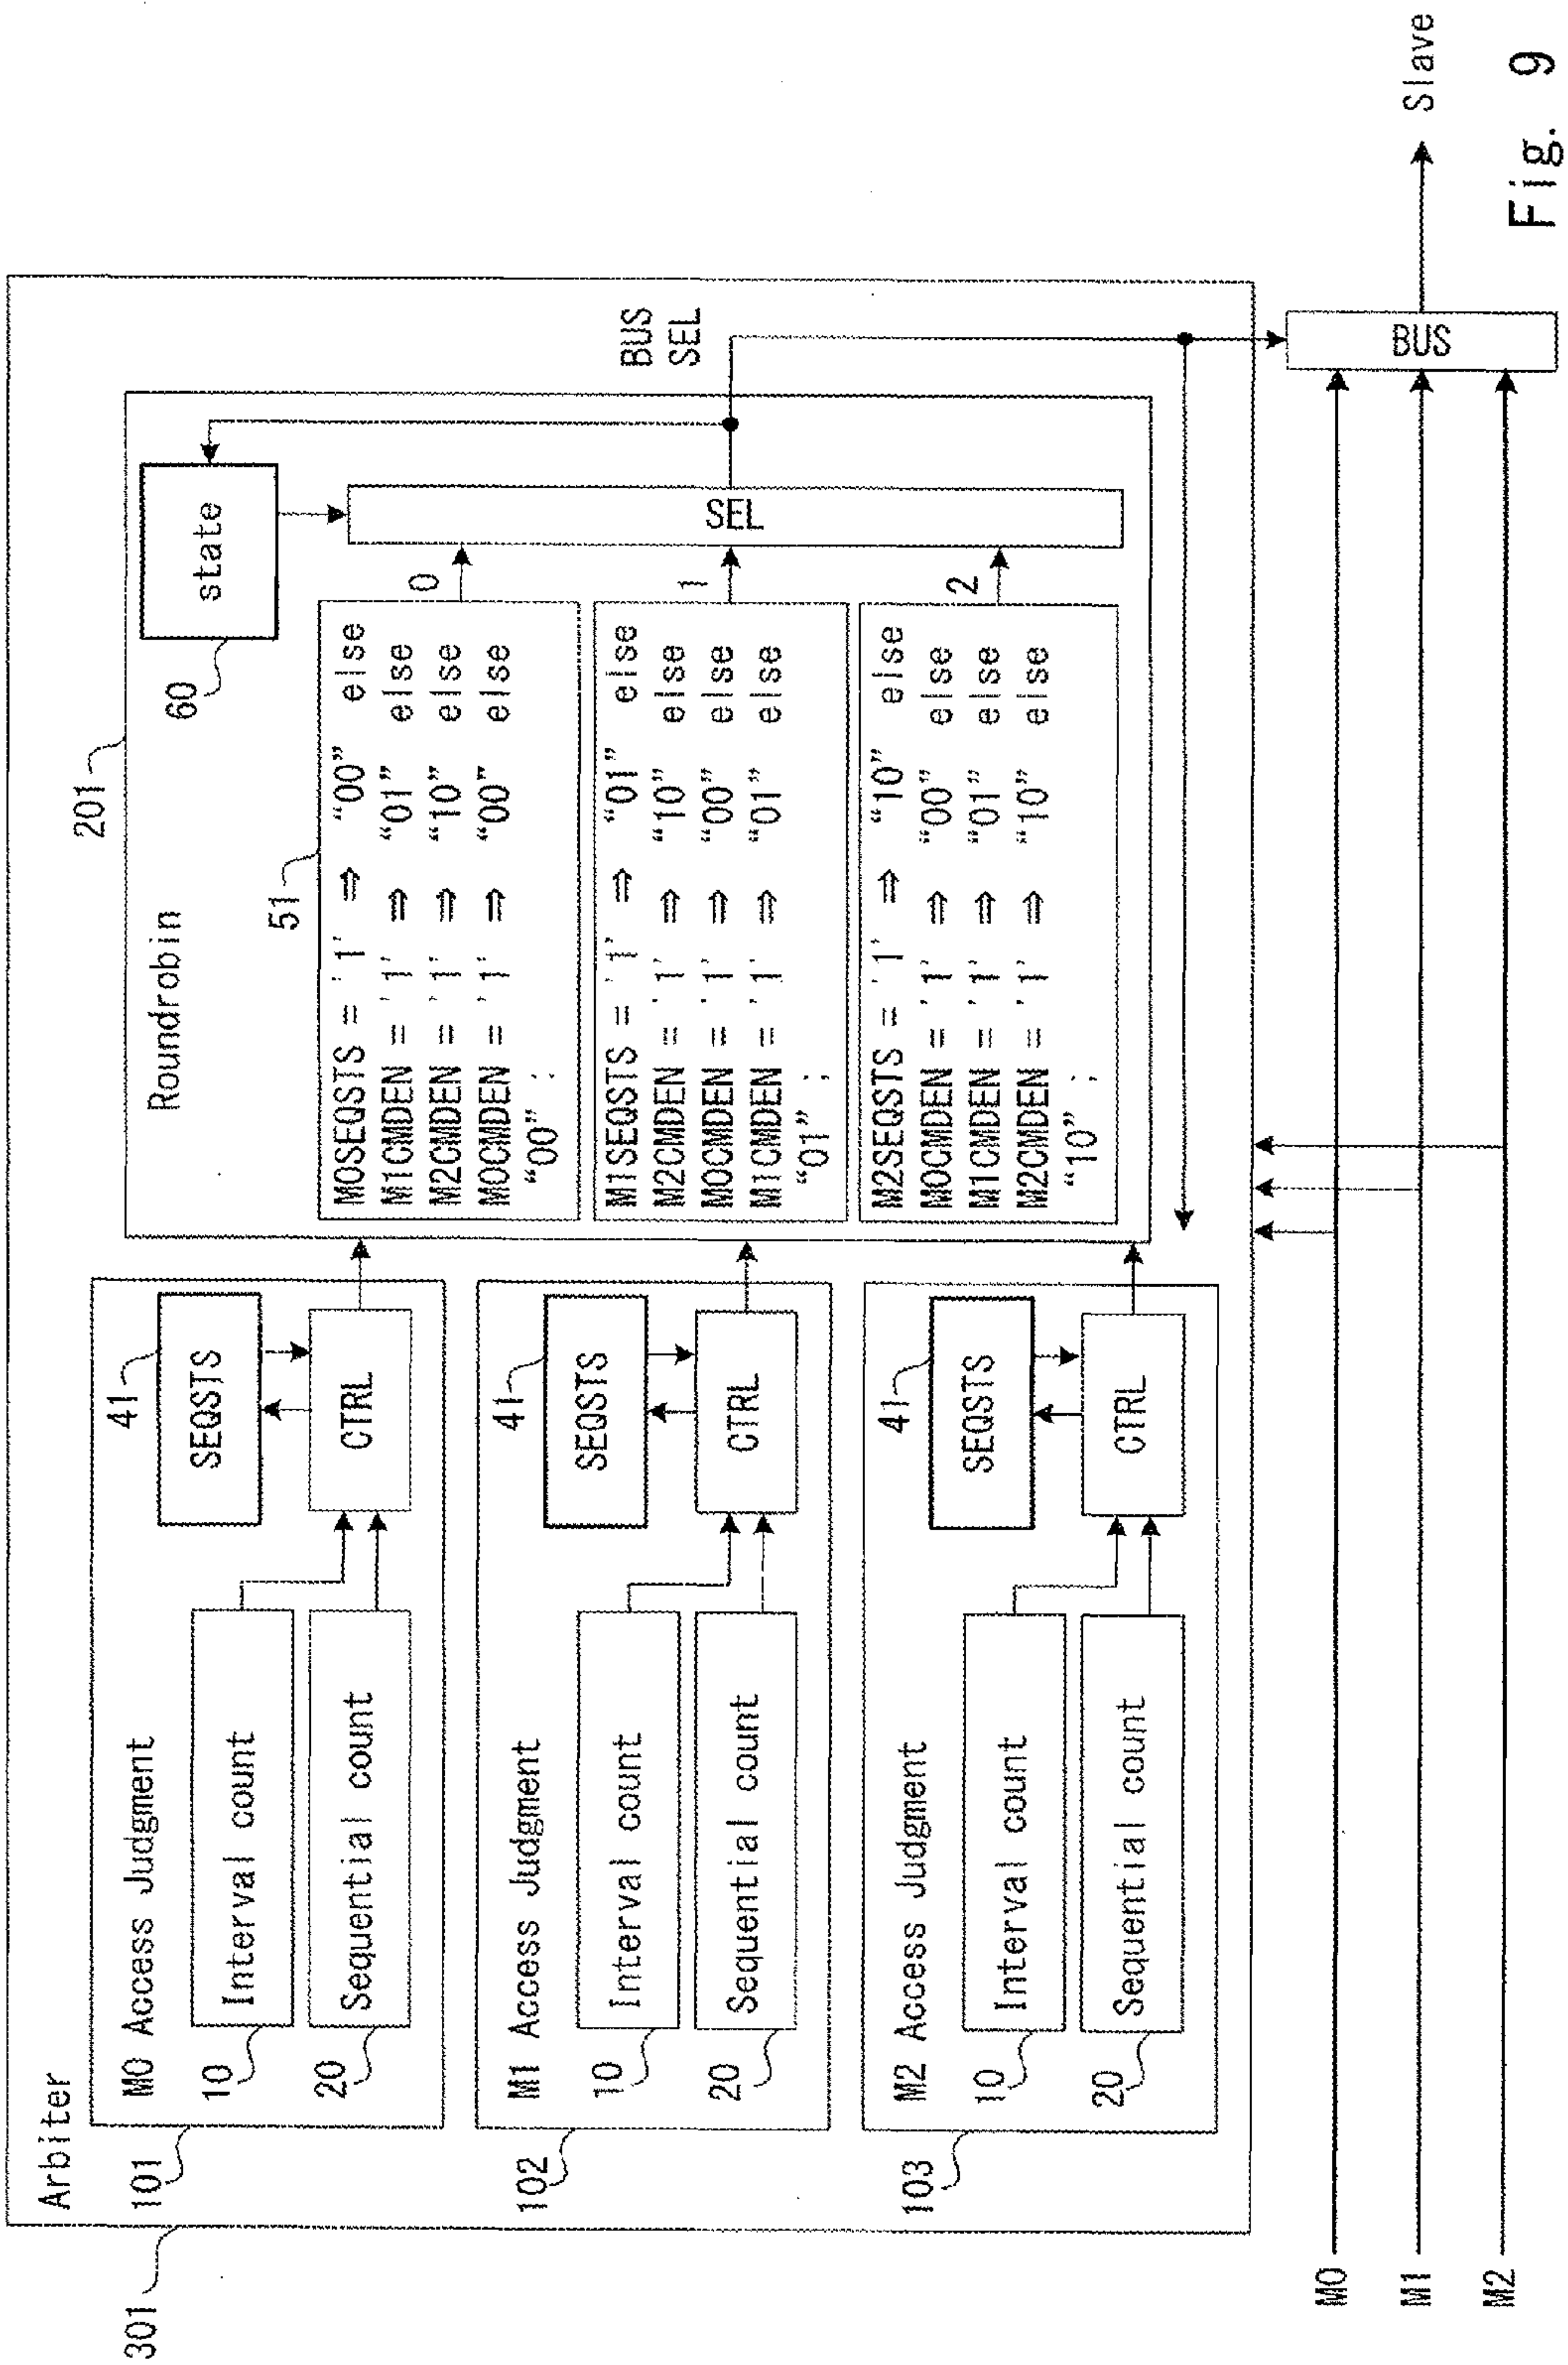 Arbiter
301
101
M0 Access Judgment
10
Interval count
20
Sequential count
41
SEQSTS
CTRL
102
M1 Access Judgment
10
Interval count
20
Sequential count
41
SEQSTS
CTRL
103
M2 Access Judgment
10
Interval count
20
Sequential count
41
SEQSTS
CTRL
201
Roundrobin
60
state
51
M0SEQSTS = '1' ⇒ “00” else
M1CMDEN = '1' ⇒ “01” else
M2CMDEN = '1' ⇒ “10” else
M0CMDEN = '1' ⇒ “00” else
“00” ;
0
M1SEQSTS = '1' ⇒ “01” else
M2CMDEN = '1' ⇒ “10” else
M0CMDEN = '1' ⇒ “00” else
M1CMDEN = '1' ⇒ “01” else
“01” ;
1
M2SEQSTS = '1' ⇒ “10” else
M0CMDEN = '1' ⇒ “00” else
M1CMDEN = '1' ⇒ “01” else
M2CMDEN = '1' ⇒ “10” else
“10” ;
2
SEL
BUS
SEL
M0
M1
M2
BUS
Slave
Fig. 9